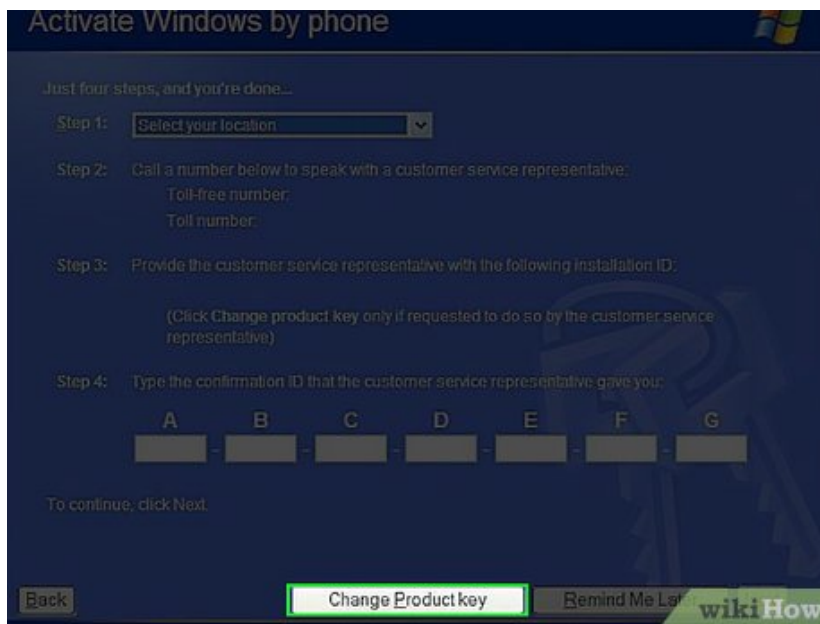 Activate Windows by phone
Just four steps, and you're done...
Step 1: Select your location
Step 2: Call a number below to speak with a customer service representative:
Toll-free number:
Toll number:
Step 3: Provide the customer service representative with the following installation ID:
(Click Change product key only if requested to do so by the customer service
representative)
Step 4: Type the confirmation ID that the customer service representative gave you:
A B C D E F G
- - - - - -
To continue, click Next.
Back Change Product key Remind Me Later
wikiHow